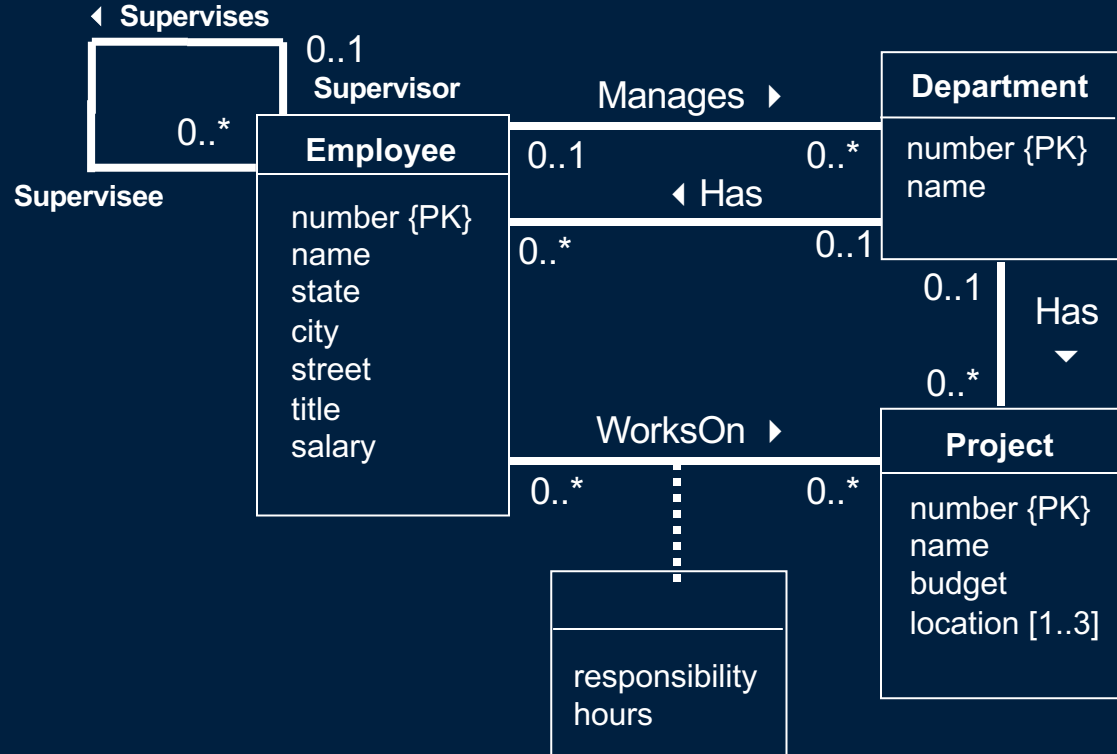 ◂ Supervises
0..1
Supervisor
0..*
Supervisee
Employee
number {PK}
name
state
city
street
title
salary
Manages ▸
0..1
0..*
◂ Has
0..*
0..1
Department
number {PK}
name
0..1
Has
▾
0..*
WorksOn ▸
0..*
0..*
Project
number {PK}
name
budget
location [1..3]
responsibility
hours